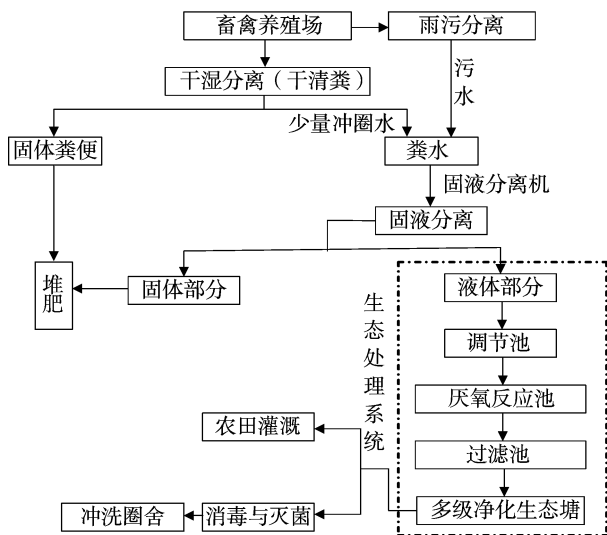 畜禽养殖场
雨污分离
干湿分离（干清粪）
污水
少量冲圈水
固体粪便
粪水
固液分离机
固液分离
堆肥
固体部分
液体部分
生态处理系统
调节池
厌氧反应池
农田灌溉
过滤池
冲洗圈舍
消毒与灭菌
多级净化生态塘